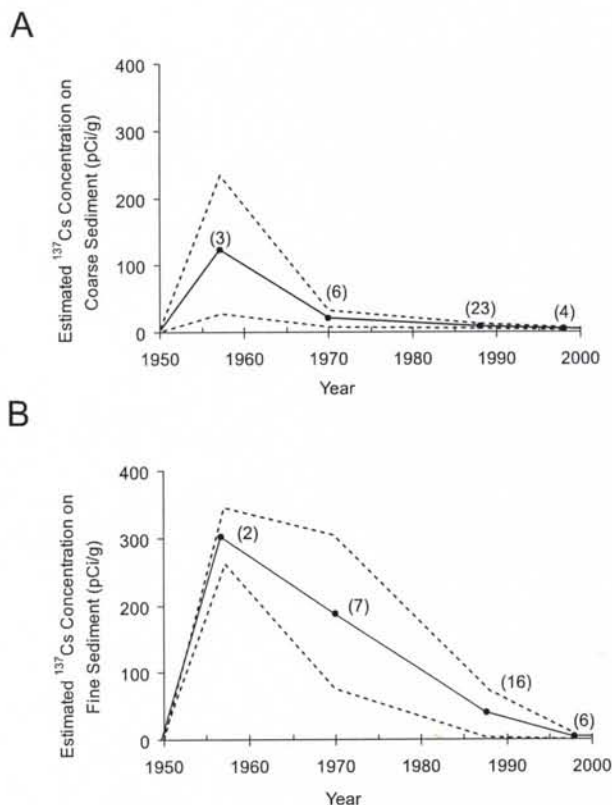 A
Estimated ¹³⁷Cs Concentration on
Coarse Sediment (pCi/g)
400
300
200
100
0
(3)
(6)
(23)
(4)
1950 1960 1970 1980 1990 2000
Year
B
Estimated ¹³⁷Cs Concentration on
Fine Sediment (pCi/g)
400
300
200
100
0
(2)
(7)
(16)
(6)
1950 1960 1970 1980 1990 2000
Year